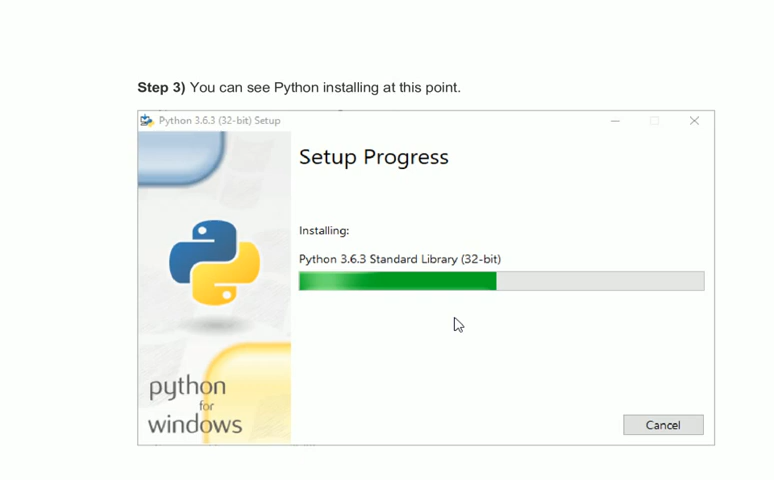 Step 3) You can see Python installing at this point.
Python 3.6.3 (32-bit) Setup
Setup Progress
Installing:
Python 3.6.3 Standard Library (32-bit)
python
for
windows
Cancel